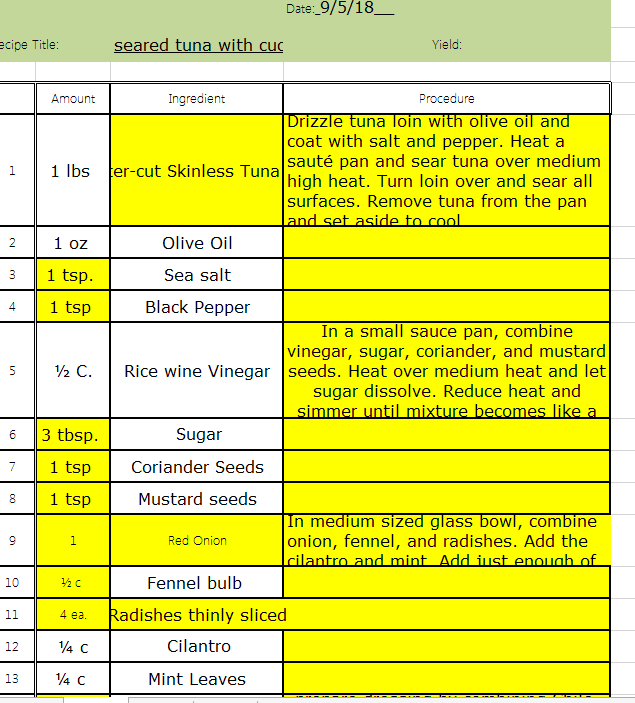 Date:_9/5/18__
ecipe Title: seared tuna with cuc Yield:
Amount Ingredient Procedure
1 1 lbs ter-cut Skinless Tuna Drizzle tuna loin with olive oil and
coat with salt and pepper. Heat a
sauté pan and sear tuna over medium
high heat. Turn loin over and sear all
surfaces. Remove tuna from the pan
and set aside to cool
2 1 oz Olive Oil
3 1 tsp. Sea salt
4 1 tsp Black Pepper
5 ½ C. Rice wine Vinegar In a small sauce pan, combine
vinegar, sugar, coriander, and mustard
seeds. Heat over medium heat and let
sugar dissolve. Reduce heat and
simmer until mixture becomes like a
6 3 tbsp. Sugar
7 1 tsp Coriander Seeds
8 1 tsp Mustard seeds
9 1 Red Onion In medium sized glass bowl, combine
onion, fennel, and radishes. Add the
cilantro and mint. Add just enough of
10 ½ c Fennel bulb
11 4 ea. Radishes thinly sliced
12 ¼ c Cilantro
13 ¼ c Mint Leaves